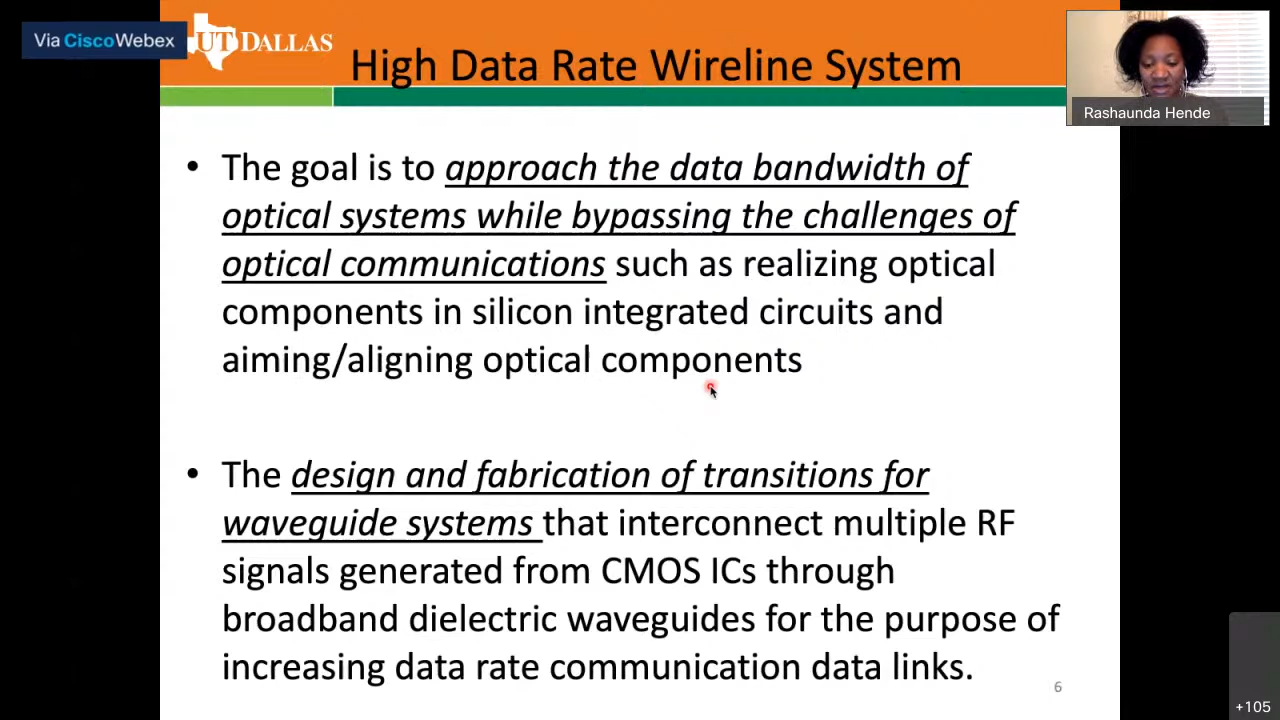 Via Cisco Webex
UT DALLAS
High Data Rate Wireline System
Rashaunda Hende
• The goal is to approach the data bandwidth of
optical systems while bypassing the challenges of
optical communications such as realizing optical
components in silicon integrated circuits and
aiming/aligning optical components
• The design and fabrication of transitions for
waveguide systems that interconnect multiple RF
signals generated from CMOS ICs through
broadband dielectric waveguides for the purpose of
increasing data rate communication data links.
6
+105